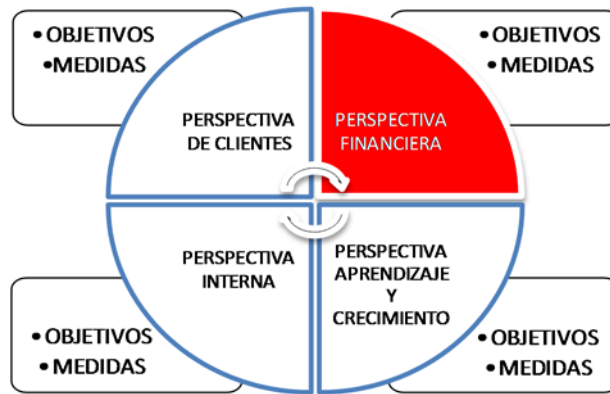 • OBJETIVOS
• MEDIDAS
• OBJETIVOS
• MEDIDAS
PERSPECTIVA
DE CLIENTES
PERSPECTIVA
FINANCIERA
PERSPECTIVA
INTERNA
PERSPECTIVA
APRENDIZAJE
Y
CRECIMIENTO
• OBJETIVOS
• MEDIDAS
• OBJETIVOS
• MEDIDAS